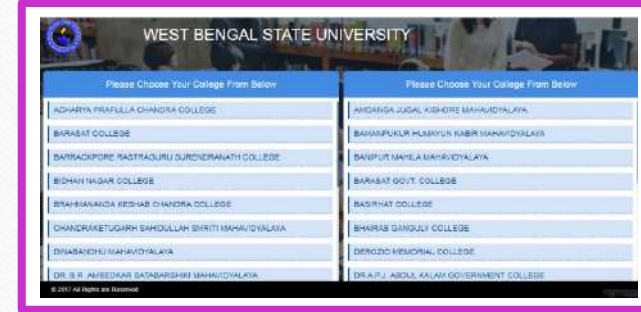 WEST BENGAL STATE UNIVERSITY
Please Choose Your College From Below
ACHARYA PRAFULLA CHANDRA COLLEGE
BARASAT COLLEGE
BARRACKPORE RASTRAGURU SURENDRANATH COLLEGE
BIDHAN NAGAR COLLEGE
BRAHMANANDA KESHAB CHANDRA COLLEGE
CHANDRAKETUGARH SAHIDULLAH SMRITI MAHAVIDYALAYA
DINABANDHU MAHAVIDYALAYA
DR. B.R. AMBEDKAR SATABARSHIKI MAHAVIDYALAYA
Please Choose Your College From Below
AMDANGA JUGAL KISHORE MAHAVIDYALAYA
BAMANPUKUR HUMAYUN KABIR MAHAVIDYALAYA
BANIPUR MAHILA MAHAVIDYALAYA
BARASAT GOVT. COLLEGE
BASIRHAT COLLEGE
BHAIRAB GANGULY COLLEGE
DEROZIO MEMORIAL COLLEGE
DR.A.P.J. ABDUL KALAM GOVERNMENT COLLEGE
© 2017 All Rights are Reserved